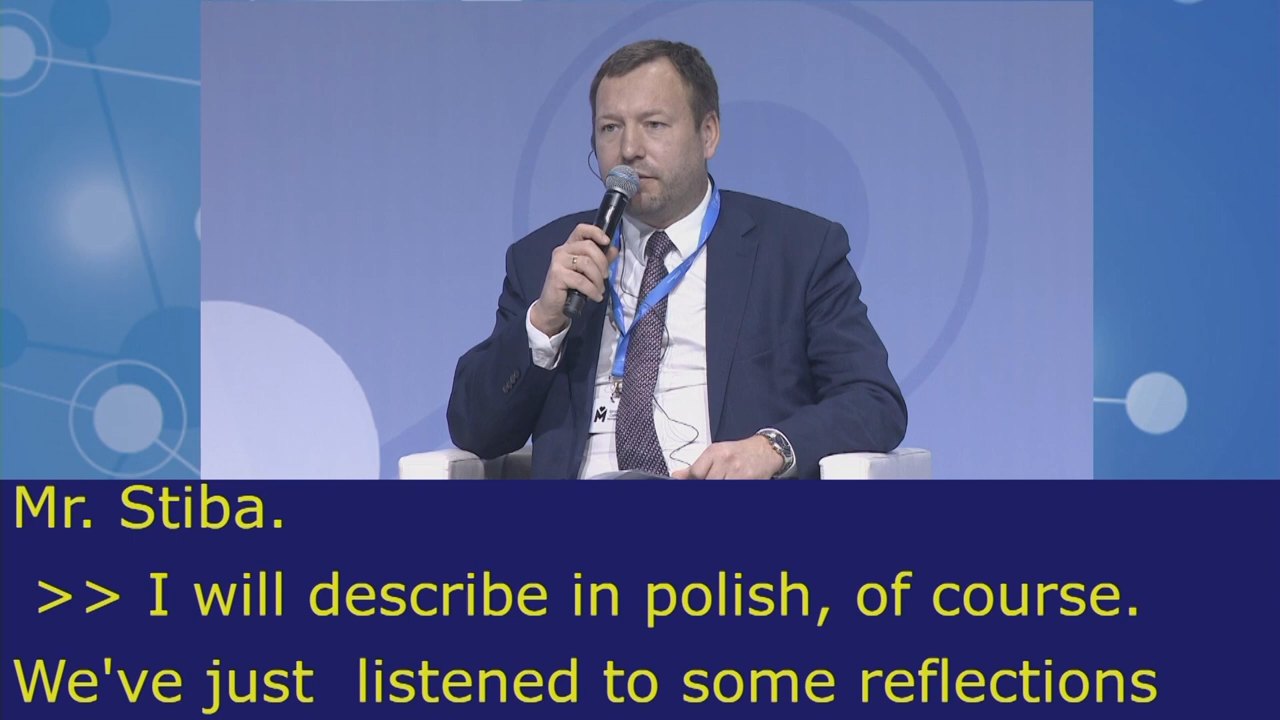 Mr. Stiba.
>> I will describe in polish, of course.
We've just  listened to some reflections